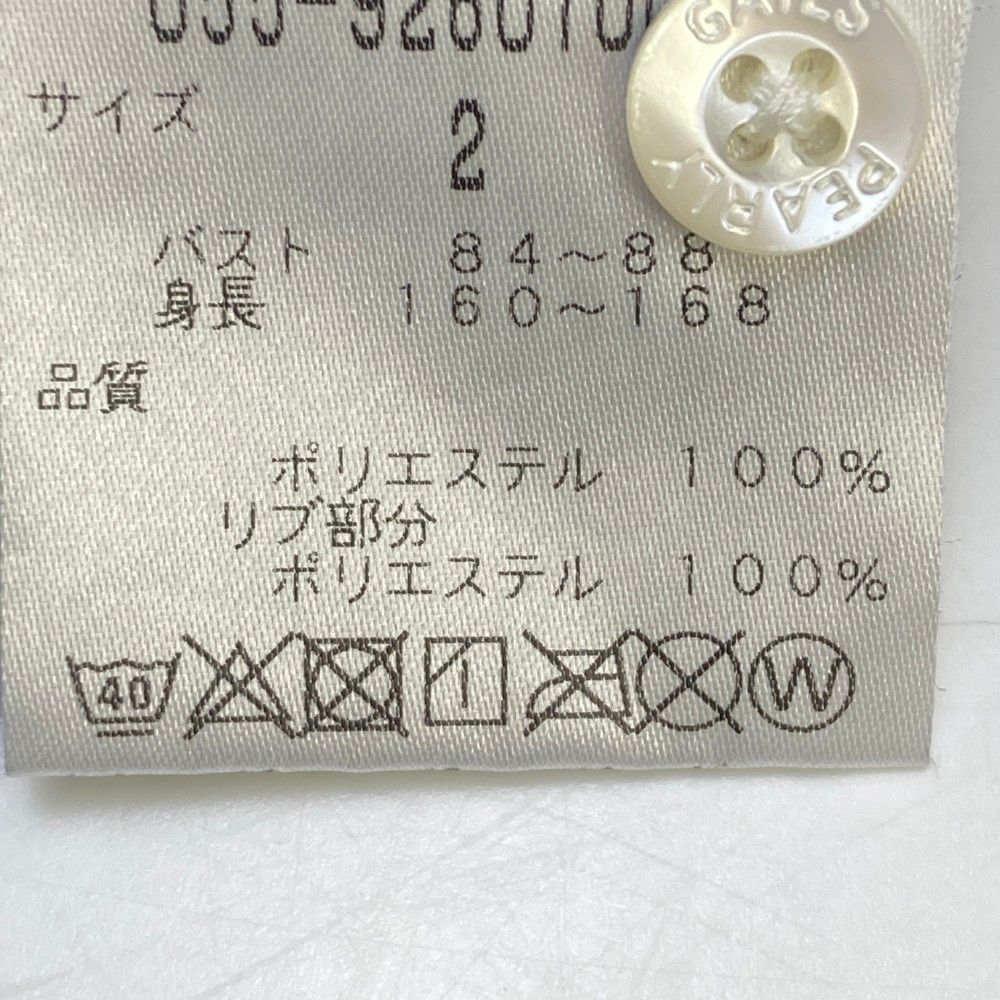 サイズ
2
バスト 84～88
身長 160～168
品質
ポリエステル 100%
リブ部分
ポリエステル 100%
40
W
PEARLY
GATES